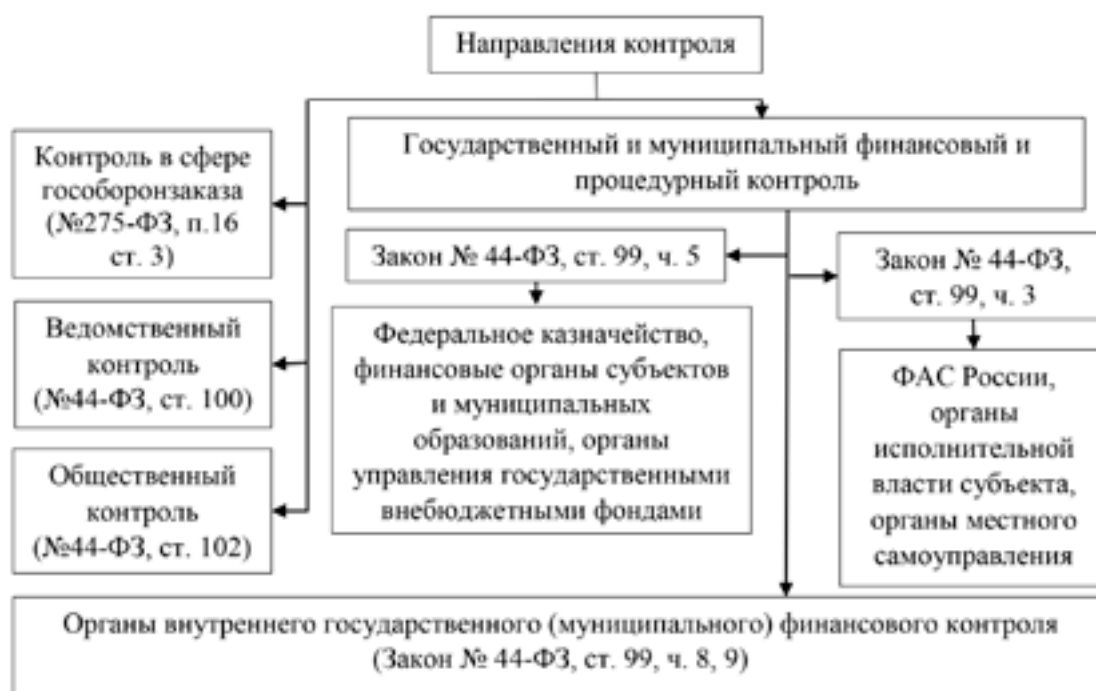 Направления контроля
Контроль в сфере
гособоронзаказа
(№275-ФЗ, п.16
ст. 3)
Ведомственный
контроль
(№44-ФЗ, ст. 100)
Общественный
контроль
(№44-ФЗ, ст. 102)
Государственный и муниципальный финансовый и
процедурный контроль
Закон № 44-ФЗ, ст. 99, ч. 5
Федеральное казначейство,
финансовые органы субъектов
и муниципальных
образований, органы
управления государственными
внебюджетными фондами
Закон № 44-ФЗ,
ст. 99, ч. 3
ФАС России,
органы
исполнительной
власти субъекта,
органы местного
самоуправления
Органы внутреннего государственного (муниципального) финансового контроля
(Закон № 44-ФЗ, ст. 99, ч. 8, 9)